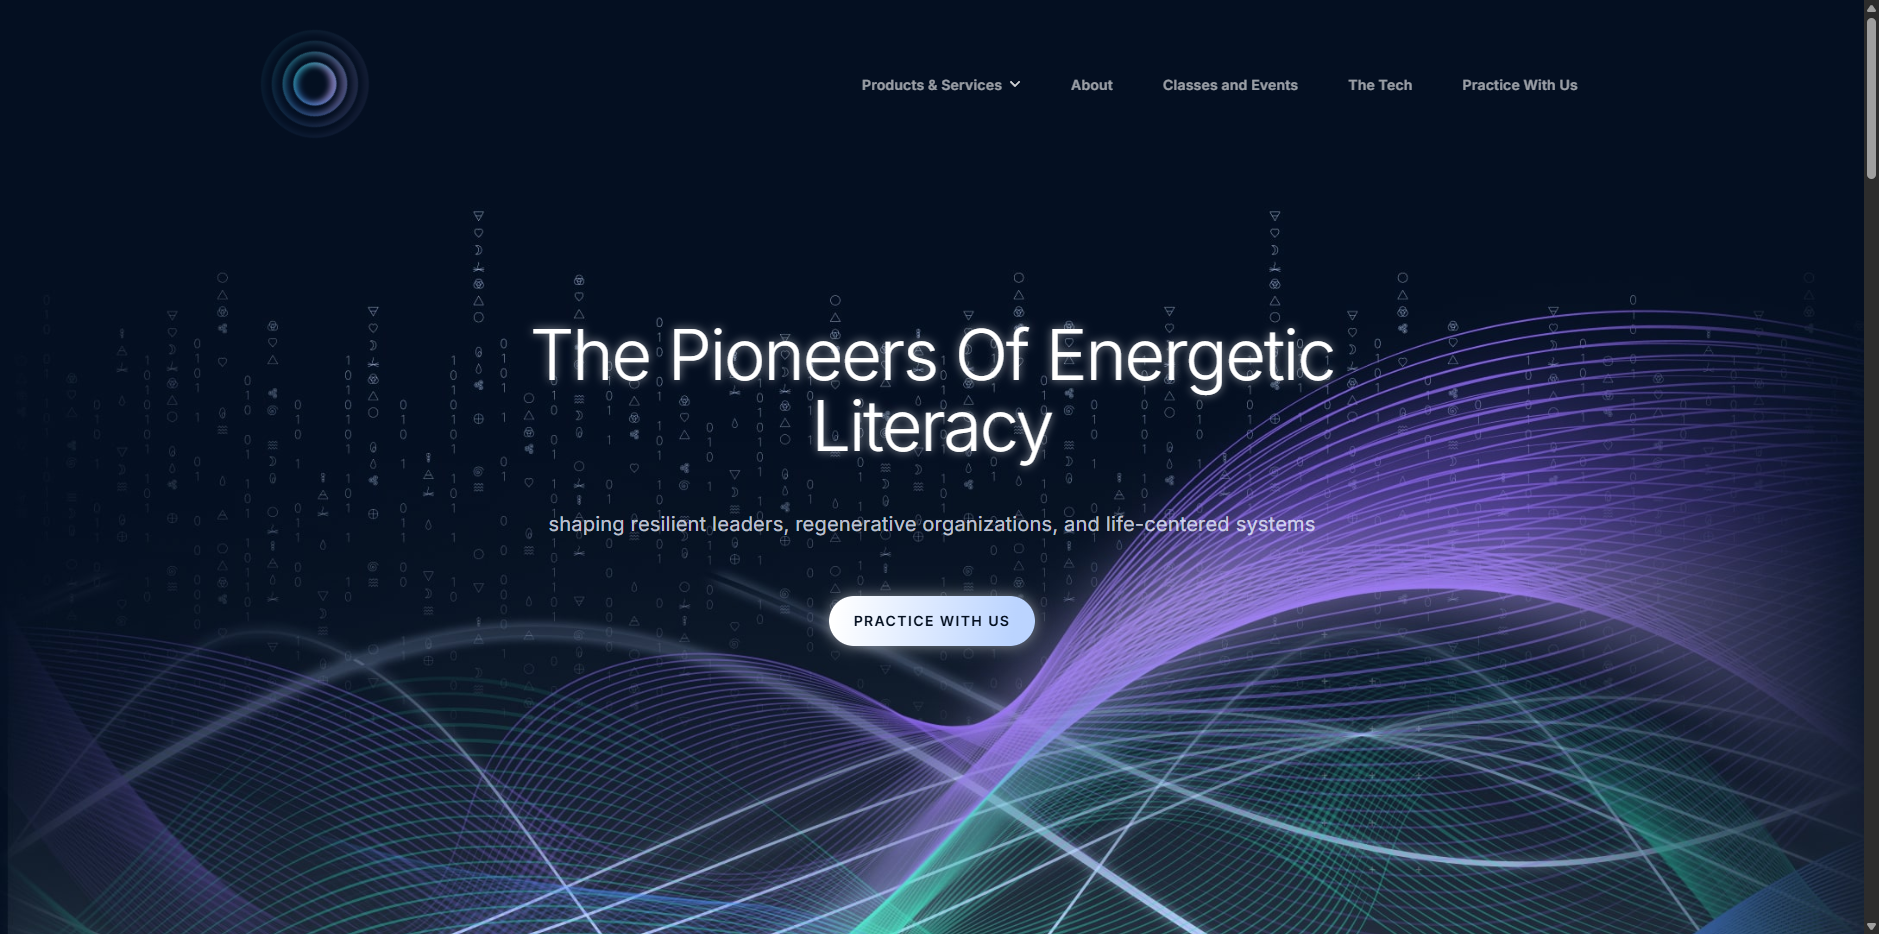 Products & Services
About
Classes and Events
The Tech
Practice With Us
The Pioneers Of Energetic
Literacy
shaping resilient leaders, regenerative organizations, and life-centered systems
PRACTICE WITH US